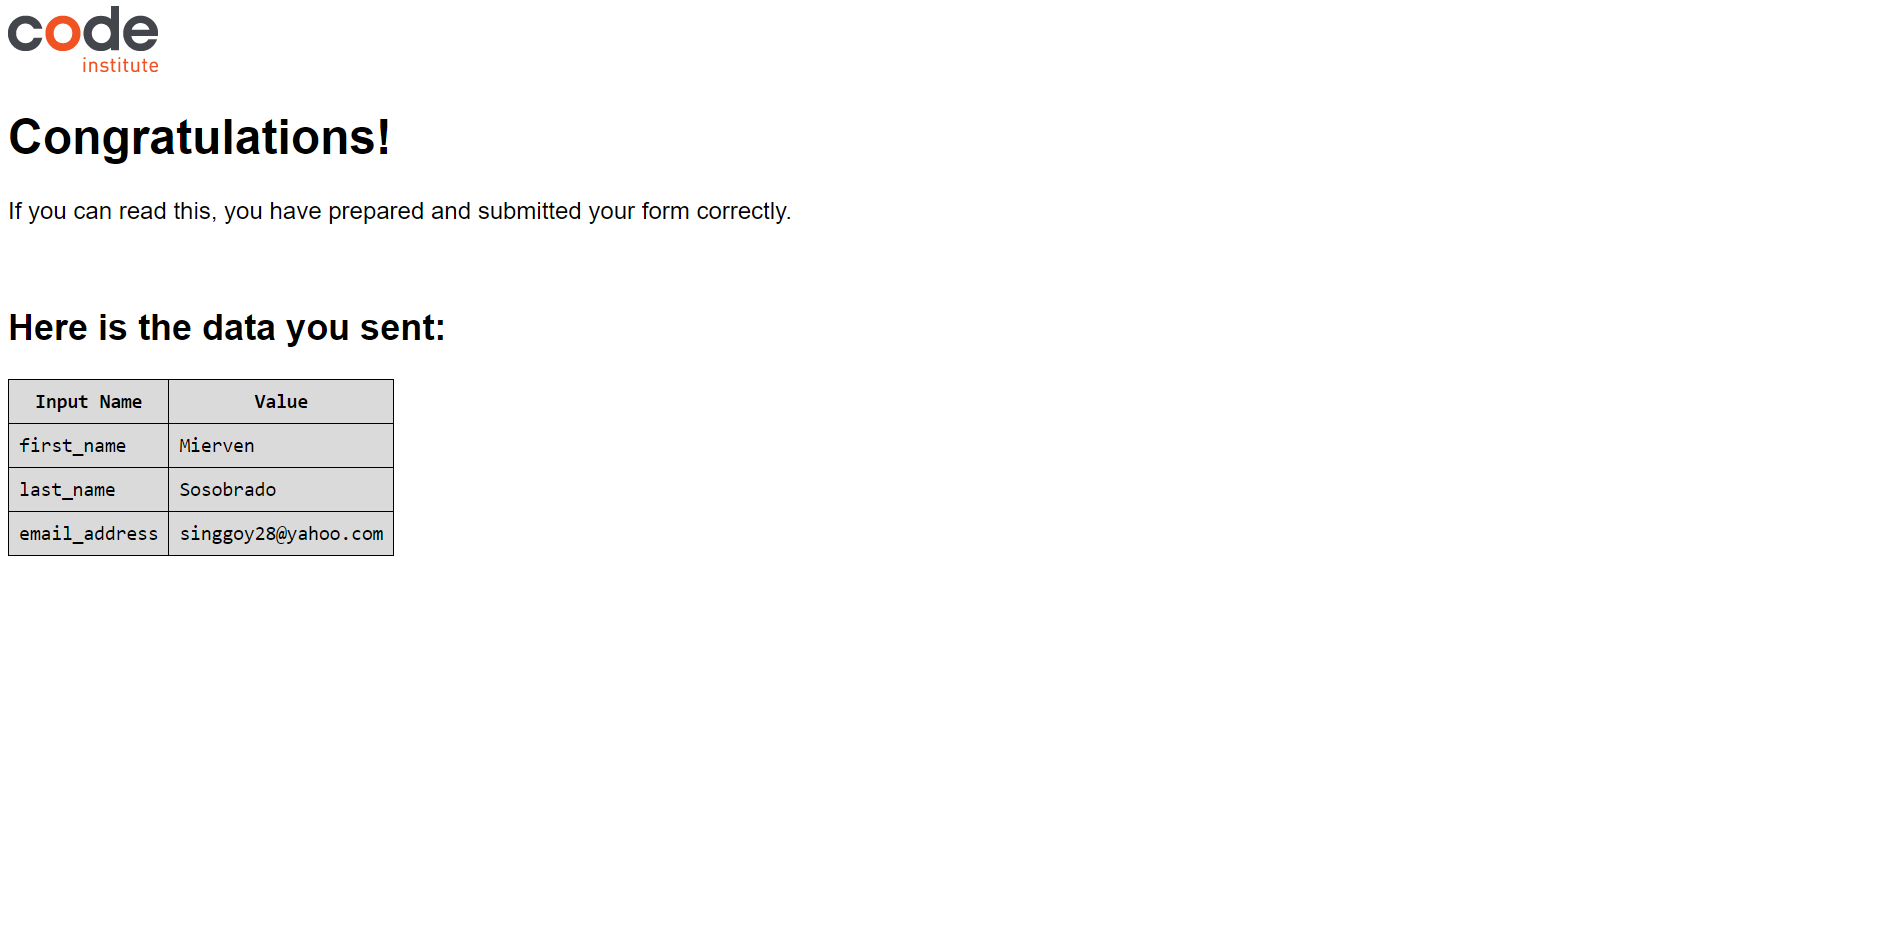 code
institute
Congratulations!
If you can read this, you have prepared and submitted your form correctly.
Here is the data you sent:
Input Name Value
first_name Mierven
last_name Sosobrado
email_address singgoy28@yahoo.com